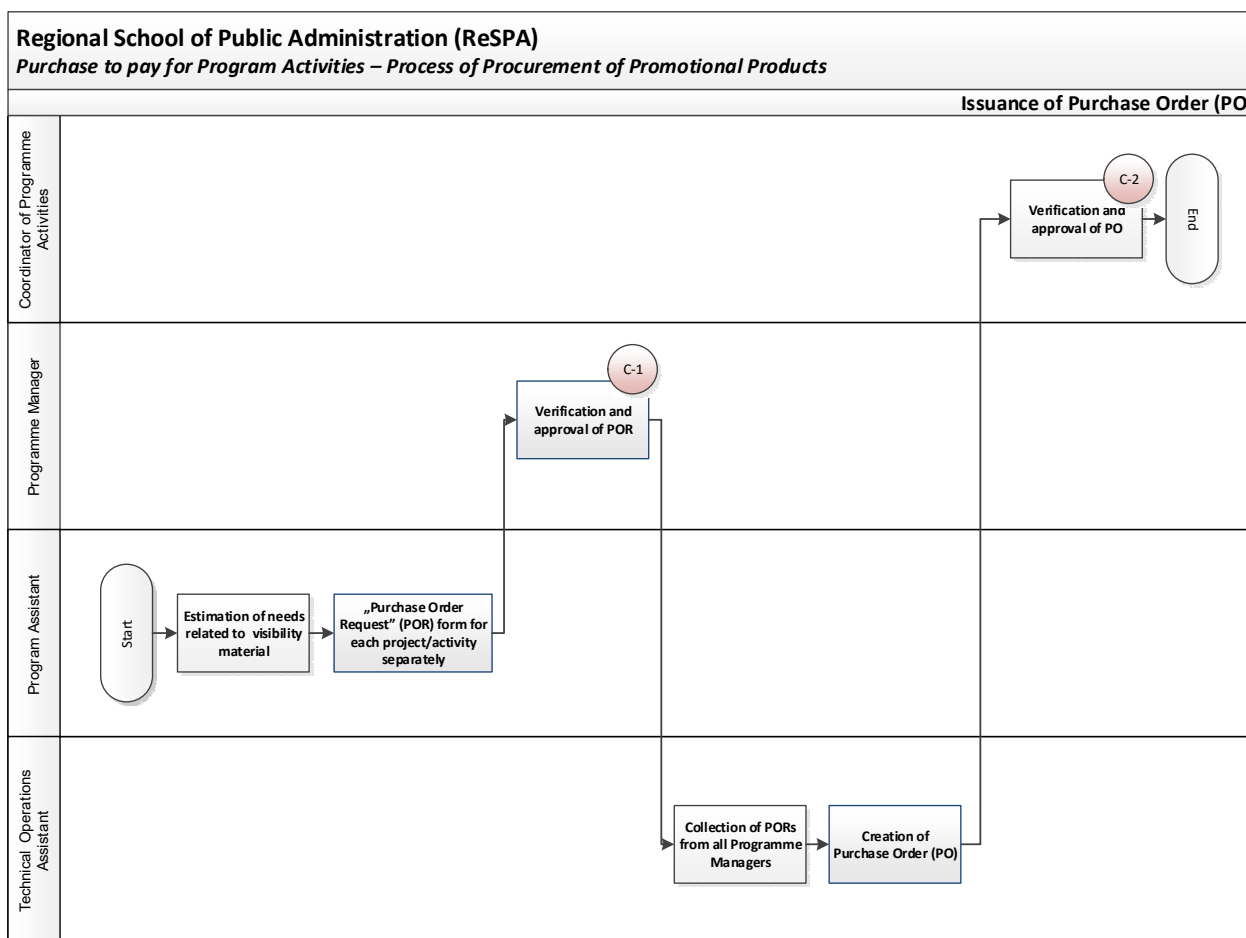 Regional School of Public Administration (ReSPA)
Purchase to pay for Program Activities – Process of Procurement of Promotional Products
Issuance of Purchase Order (PO
Coordinator of Programme
Activities
C-2
Verification and
approval of PO
End
Programme Manager
C-1
Verification and
approval of POR
Program Assistant
Start
Estimation of needs
related to visibility
material
„Purchase Order
Request” (POR) form for
each project/activity
separately
Technical Operations
Assistant
Collection of PORs
from all Programme
Managers
Creation of
Purchase Order (PO)